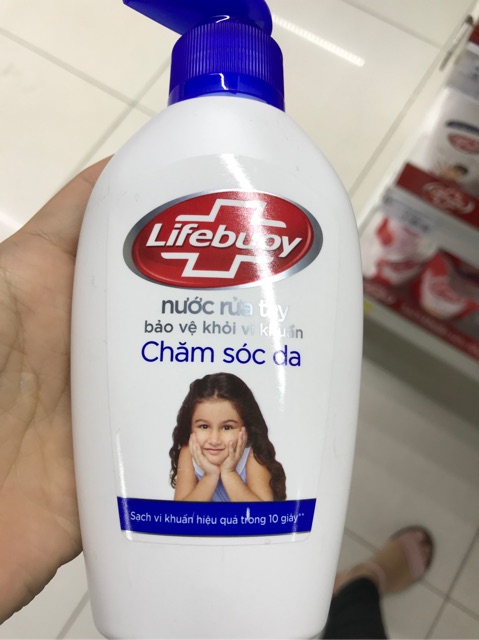 Lifebuoy
nước rửa tay
bảo vệ khỏi vi khuẩn
Chăm sóc da
Sạch vi khuẩn hiệu quả trong 10 giây**